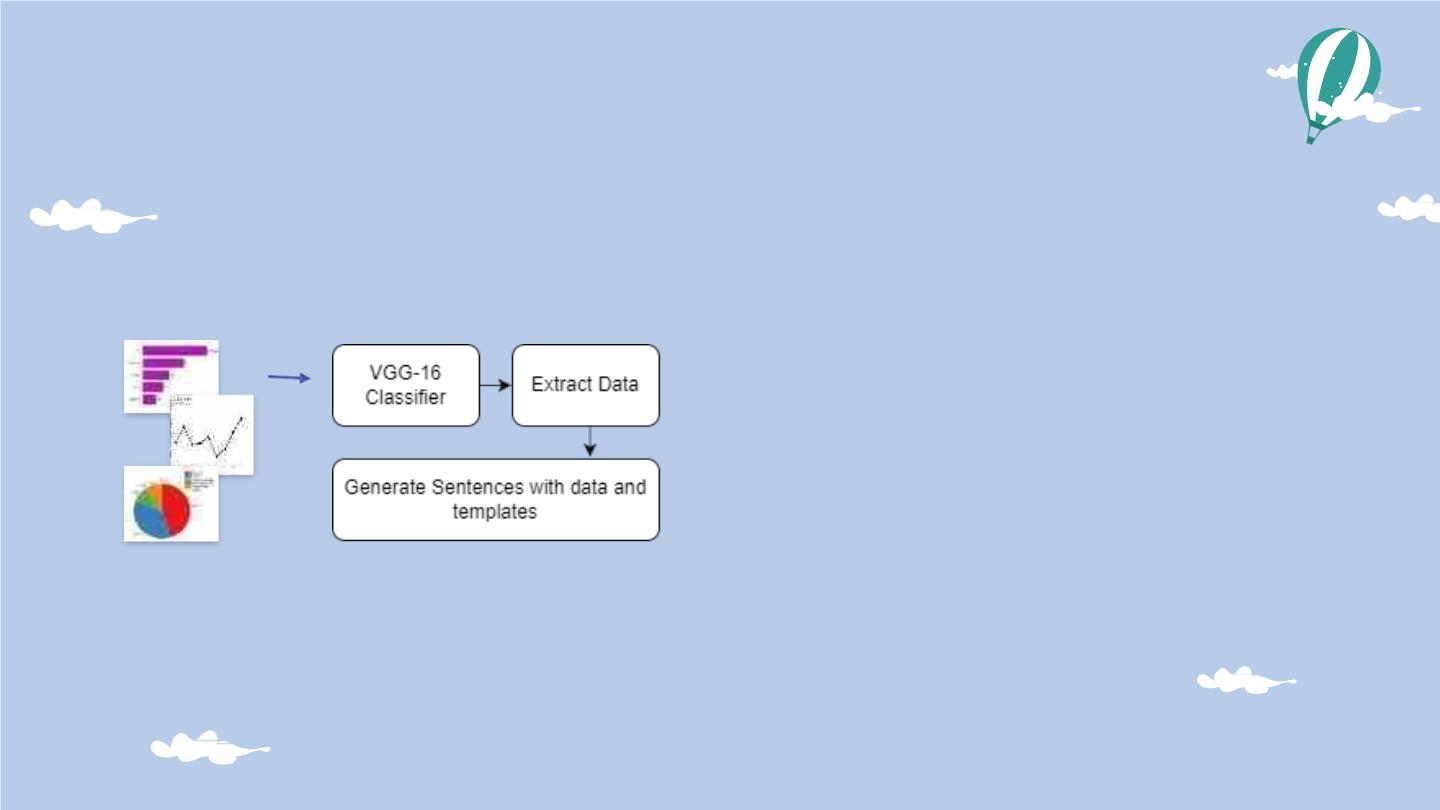 VGG-16
Classifier
Extract Data
Generate Sentences with data and
templates